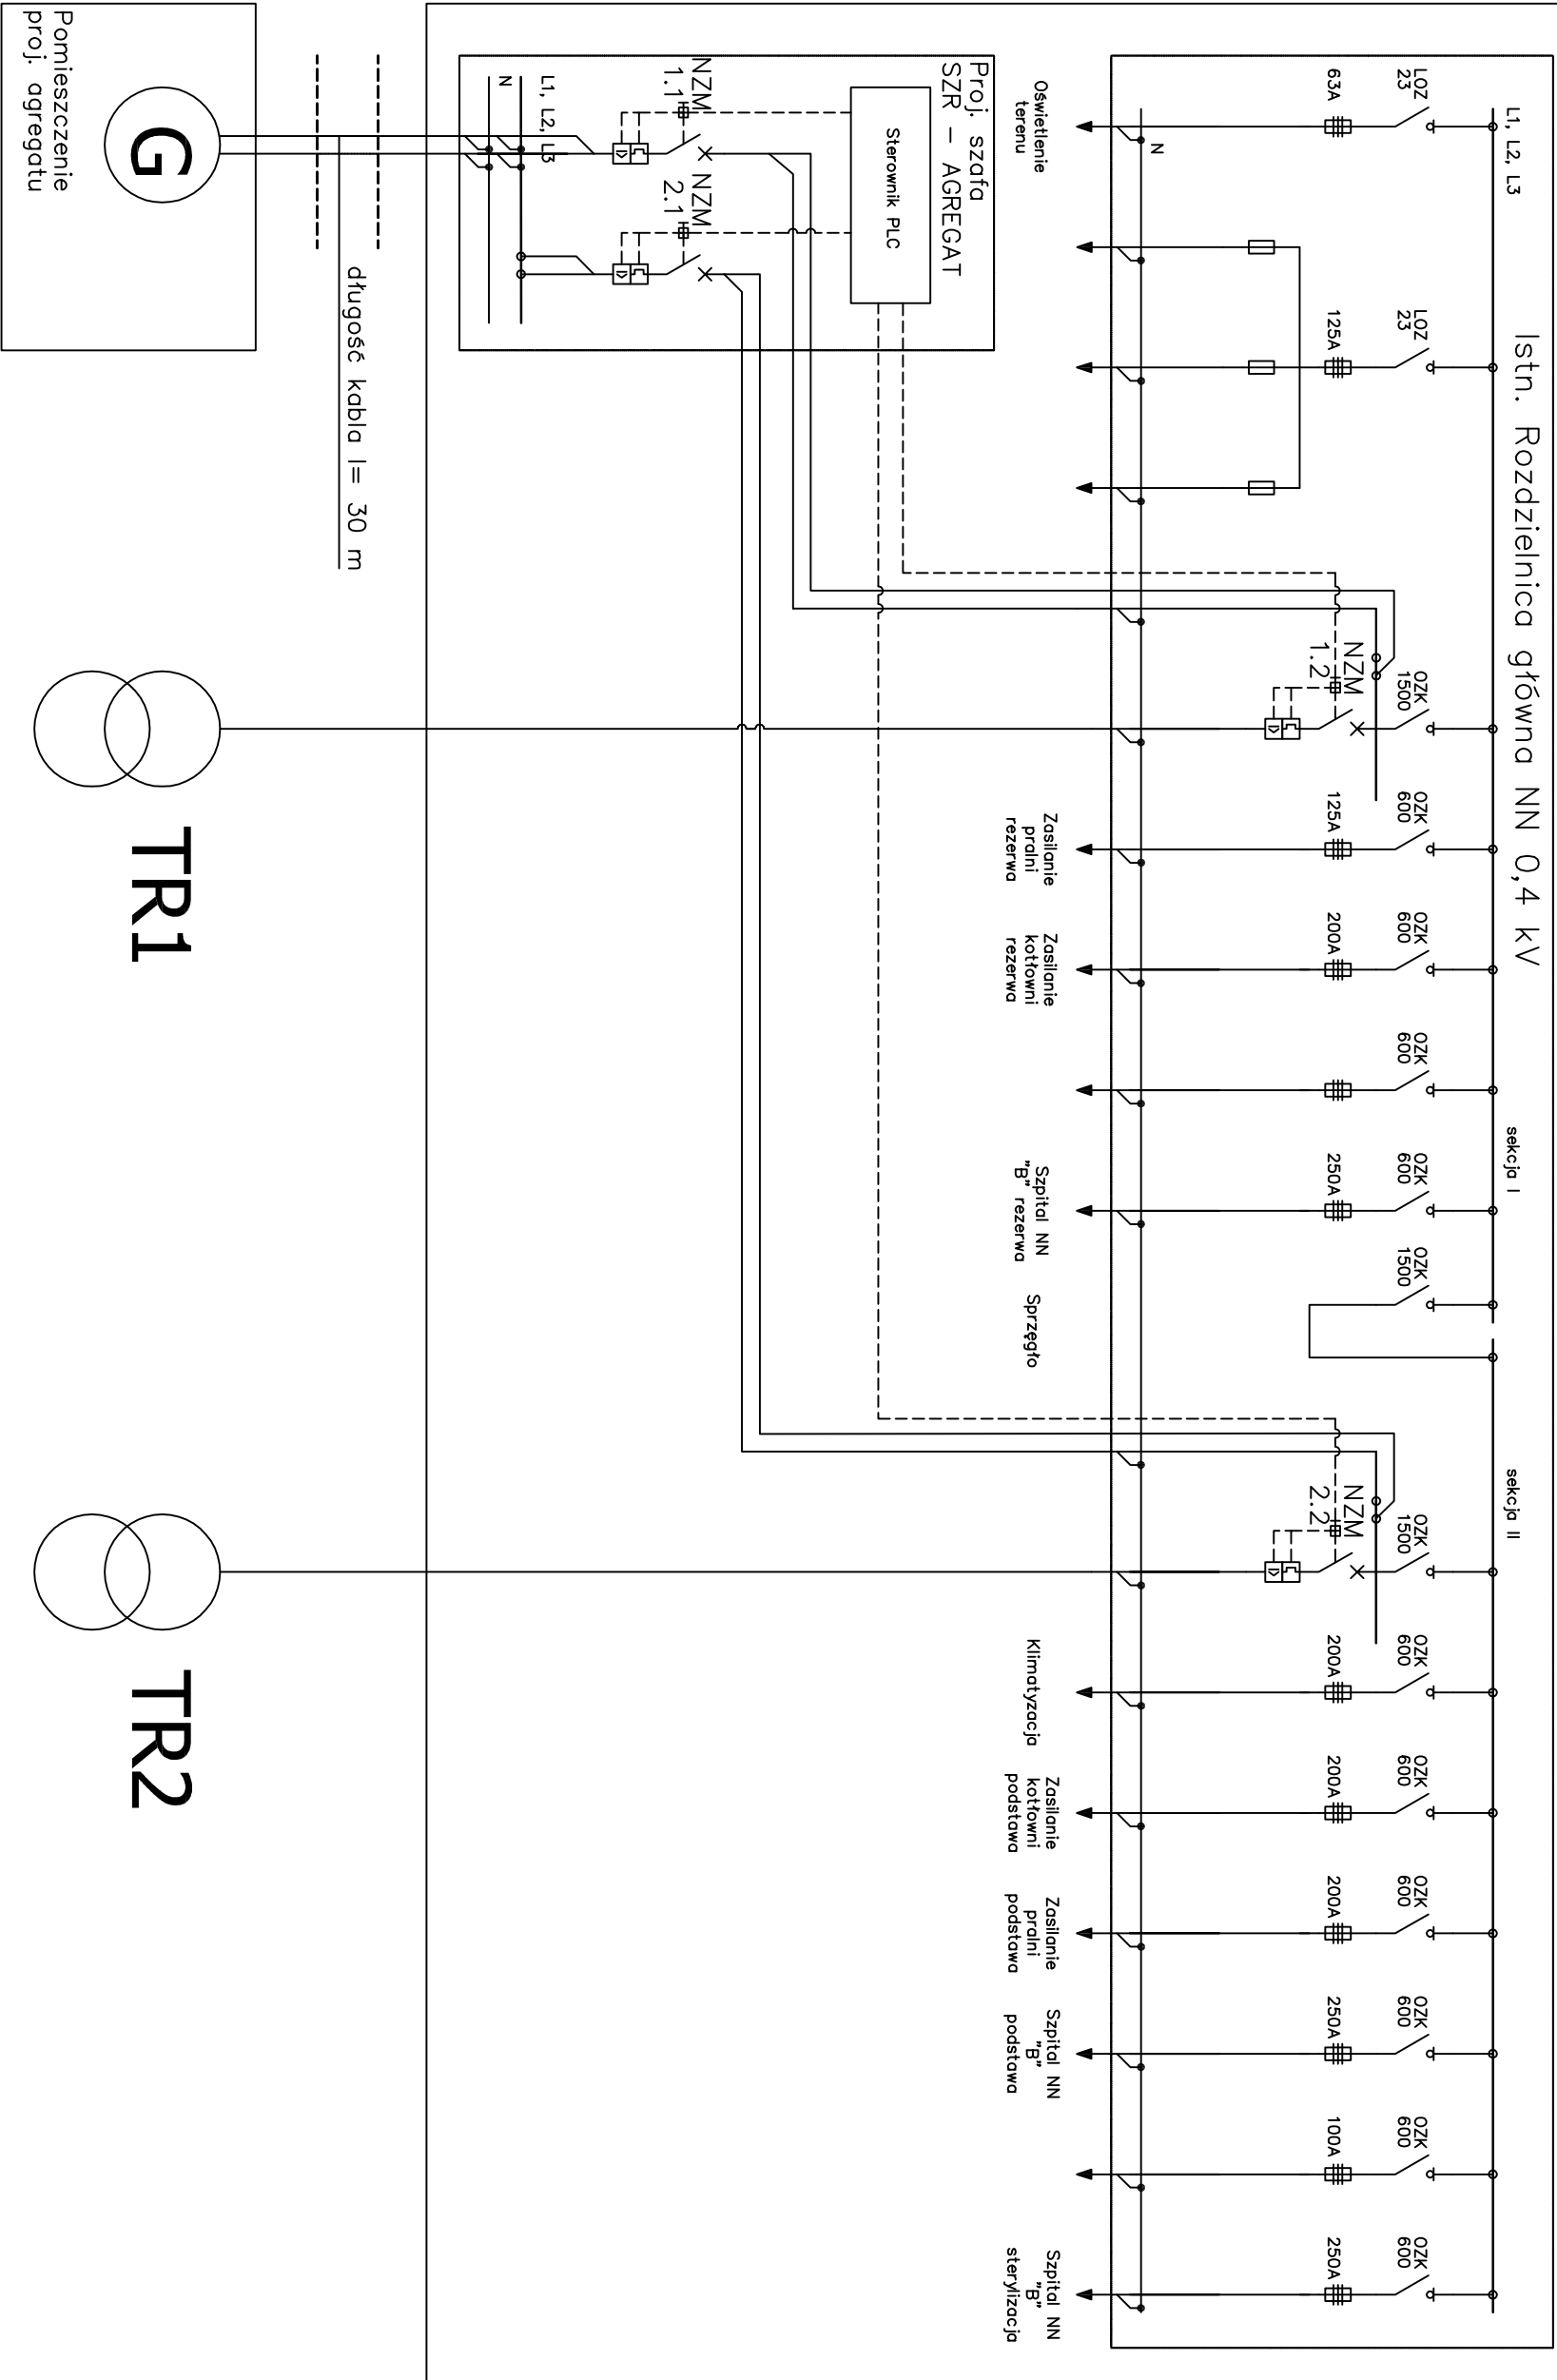 Istn. Rozdzielnica główna NN 0,4 kV
L1, L2, L3
sekcja I
sekcja II
LOZ
23
63A
LOZ
23
125A
OZK
1500
NZM
1.2
OZK
600
125A
OZK
600
200A
OZK
600
OZK
600
250A
OZK
1500
OZK
1500
NZM
2.2
OZK
600
200A
OZK
600
200A
OZK
600
200A
OZK
600
250A
OZK
600
100A
OZK
600
250A
N
Oświetlenie
terenu
Zasilanie
pralni
rezerwa
Zasilanie
kotłowni
rezerwa
Szpital NN
"B" rezerwa
Sprzęgło
Klimatyzacja
Zasilanie
kotłowni
podstawa
Zasilanie
pralni
podstawa
Szpital NN
"B"
podstawa
Szpital NN
"B"
sterylizacja
Proj. szafa
SZR – AGREGAT
Sterownik PLC
NZM
1.1
NZM
2.1
L1, L2, L3
N
długość kabla l= 30 m
G
TR1
TR2
Pomieszczenie
proj. agregatu